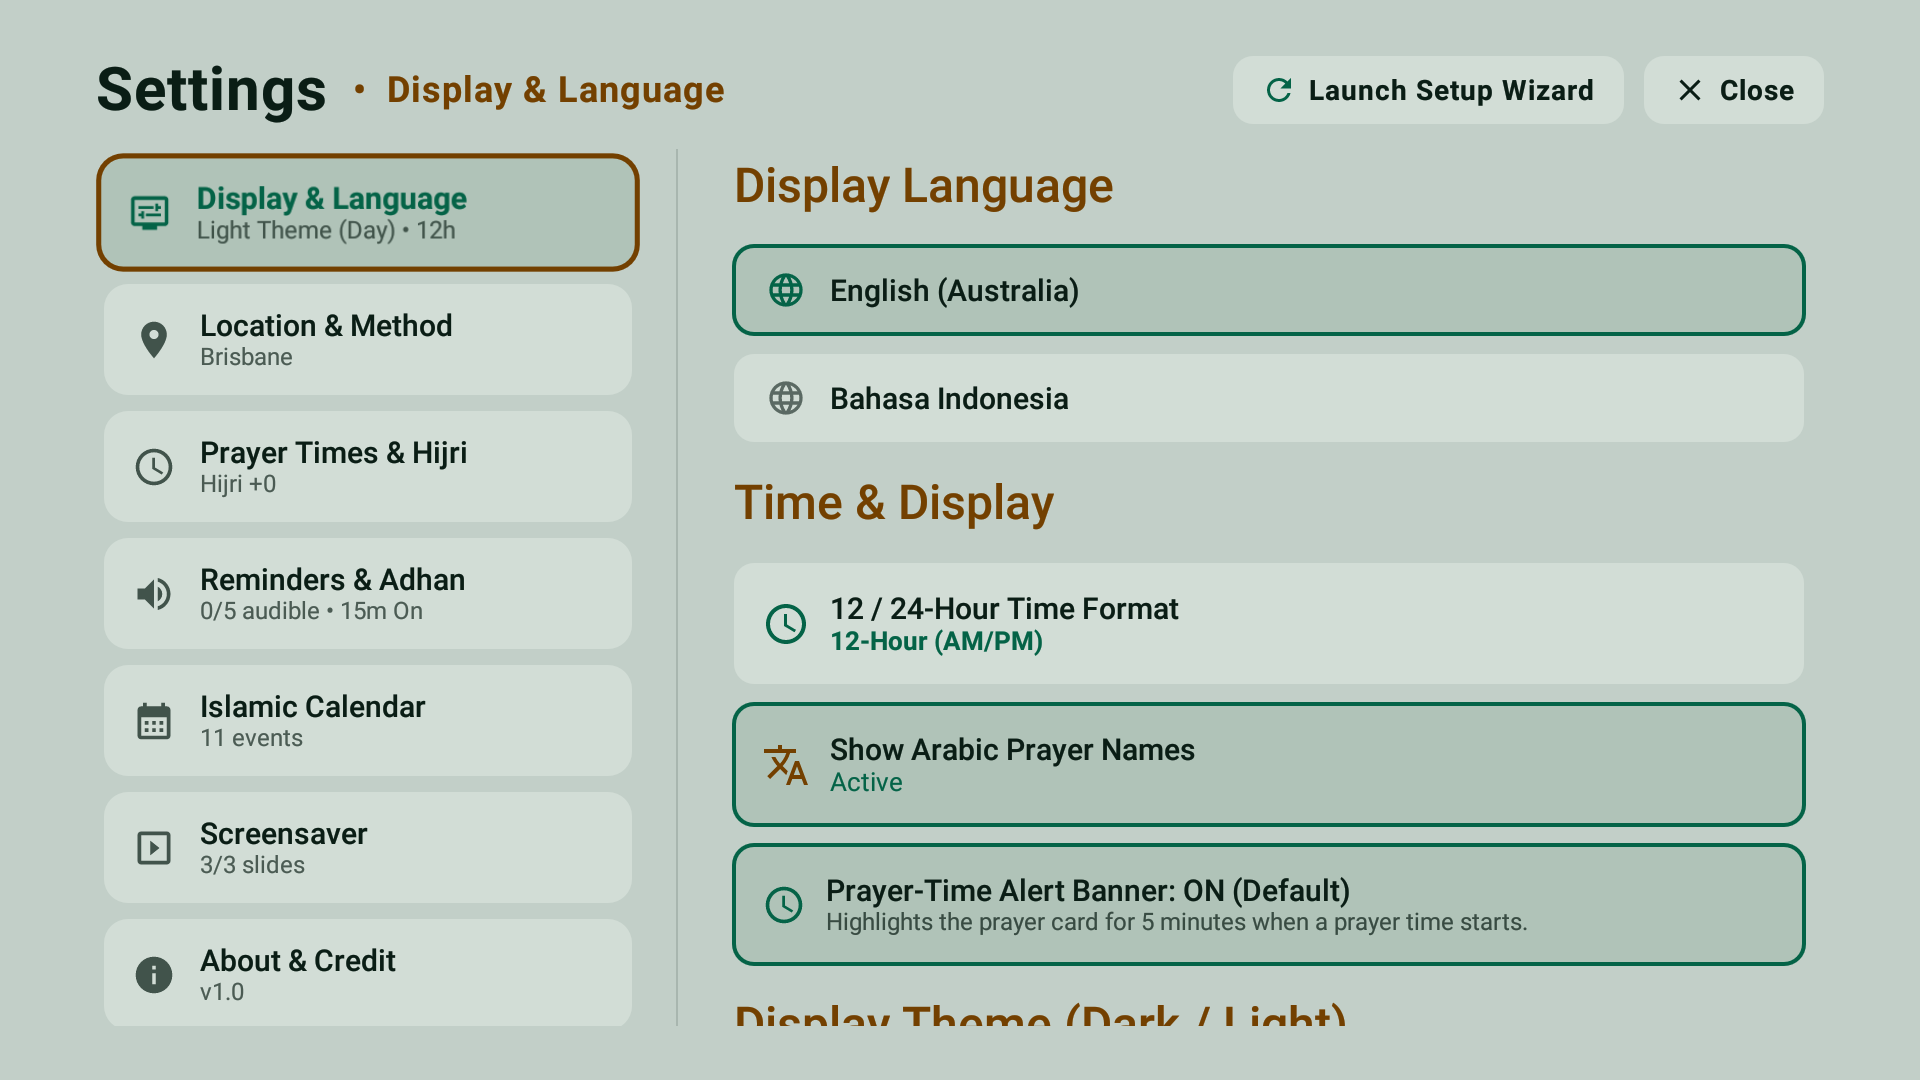 Settings • Display & Language
Launch Setup Wizard
Close
Display & Language
Light Theme (Day) • 12h
Location & Method
Brisbane
Prayer Times & Hijri
Hijri +0
Reminders & Adhan
0/5 audible • 15m On
Islamic Calendar
11 events
Screensaver
3/3 slides
About & Credit
v1.0
Display Language
English (Australia)
Bahasa Indonesia
Time & Display
12 / 24-Hour Time Format
12-Hour (AM/PM)
Show Arabic Prayer Names
Active
Prayer-Time Alert Banner: ON (Default)
Highlights the prayer card for 5 minutes when a prayer time starts.
Display Theme (Dark / Light)